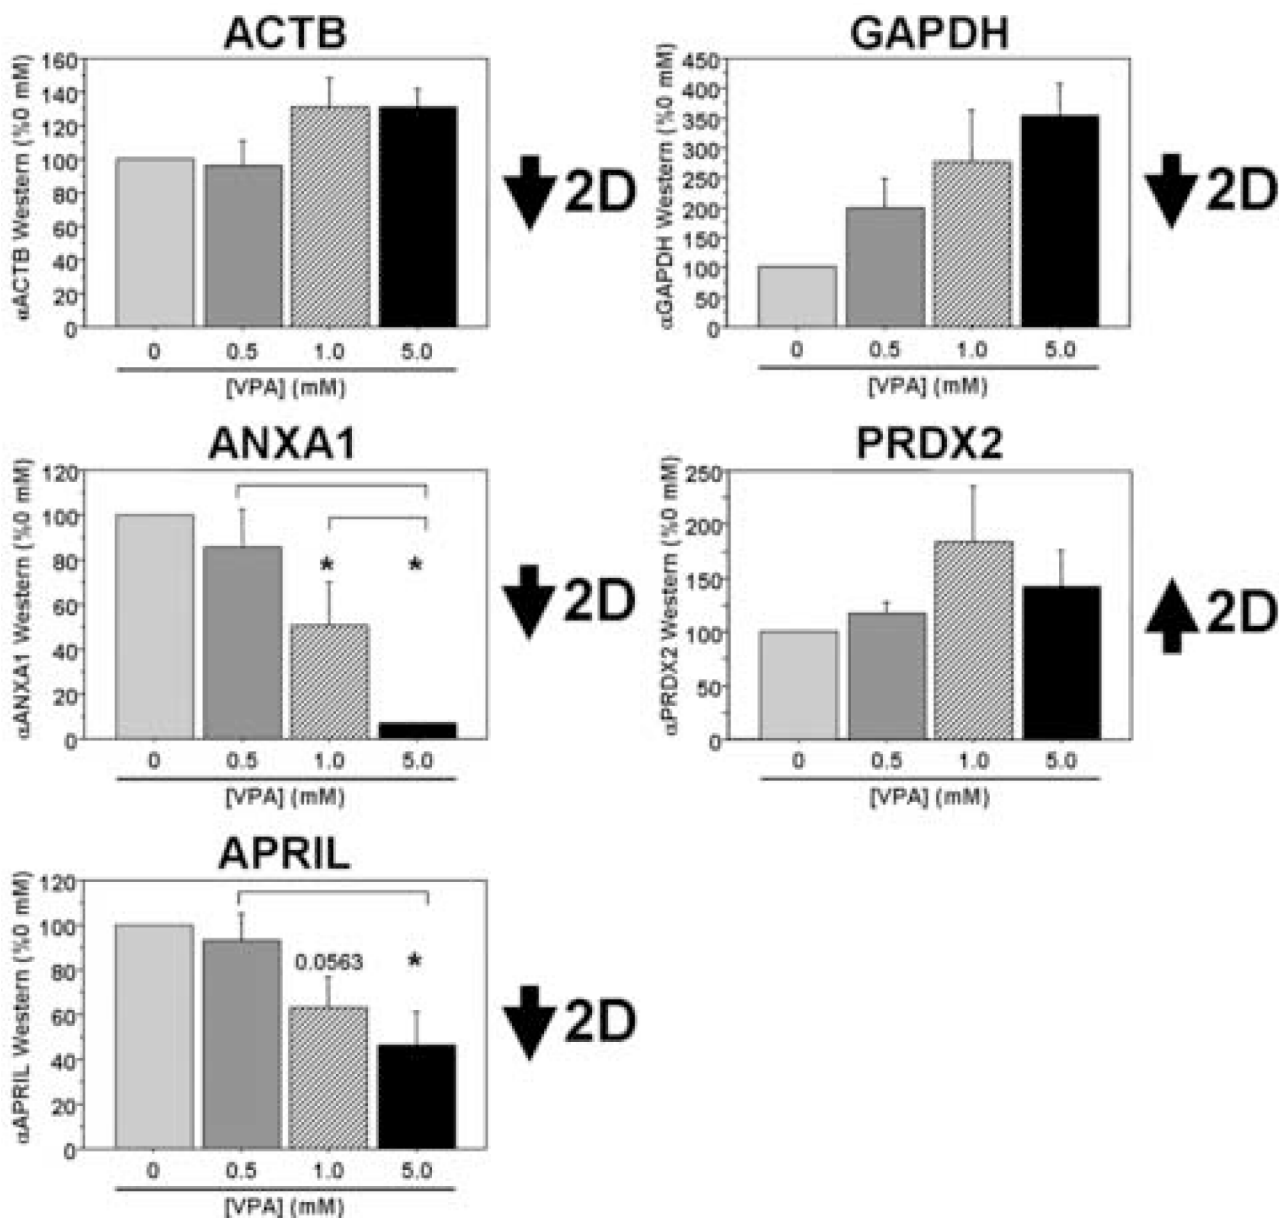 ACTB
αACTB Western (%0 mM)
160
140
120
100
80
60
40
20
0
0 0.5 1.0 5.0
[VPA] (mM)
2D
GAPDH
αGAPDH Western (%0 mM)
450
400
350
300
250
200
150
100
50
0
0 0.5 1.0 5.0
[VPA] (mM)
2D
ANXA1
αANXA1 Western (%0 mM)
120
100
80
60
40
20
0
* *
0 0.5 1.0 5.0
[VPA] (mM)
2D
PRDX2
αPRDX2 Western (%0 mM)
250
200
150
100
50
0
0 0.5 1.0 5.0
[VPA] (mM)
2D
APRIL
αAPRIL Western (%0 mM)
120
100
80
60
40
20
0
0.0563 *
0 0.5 1.0 5.0
[VPA] (mM)
2D